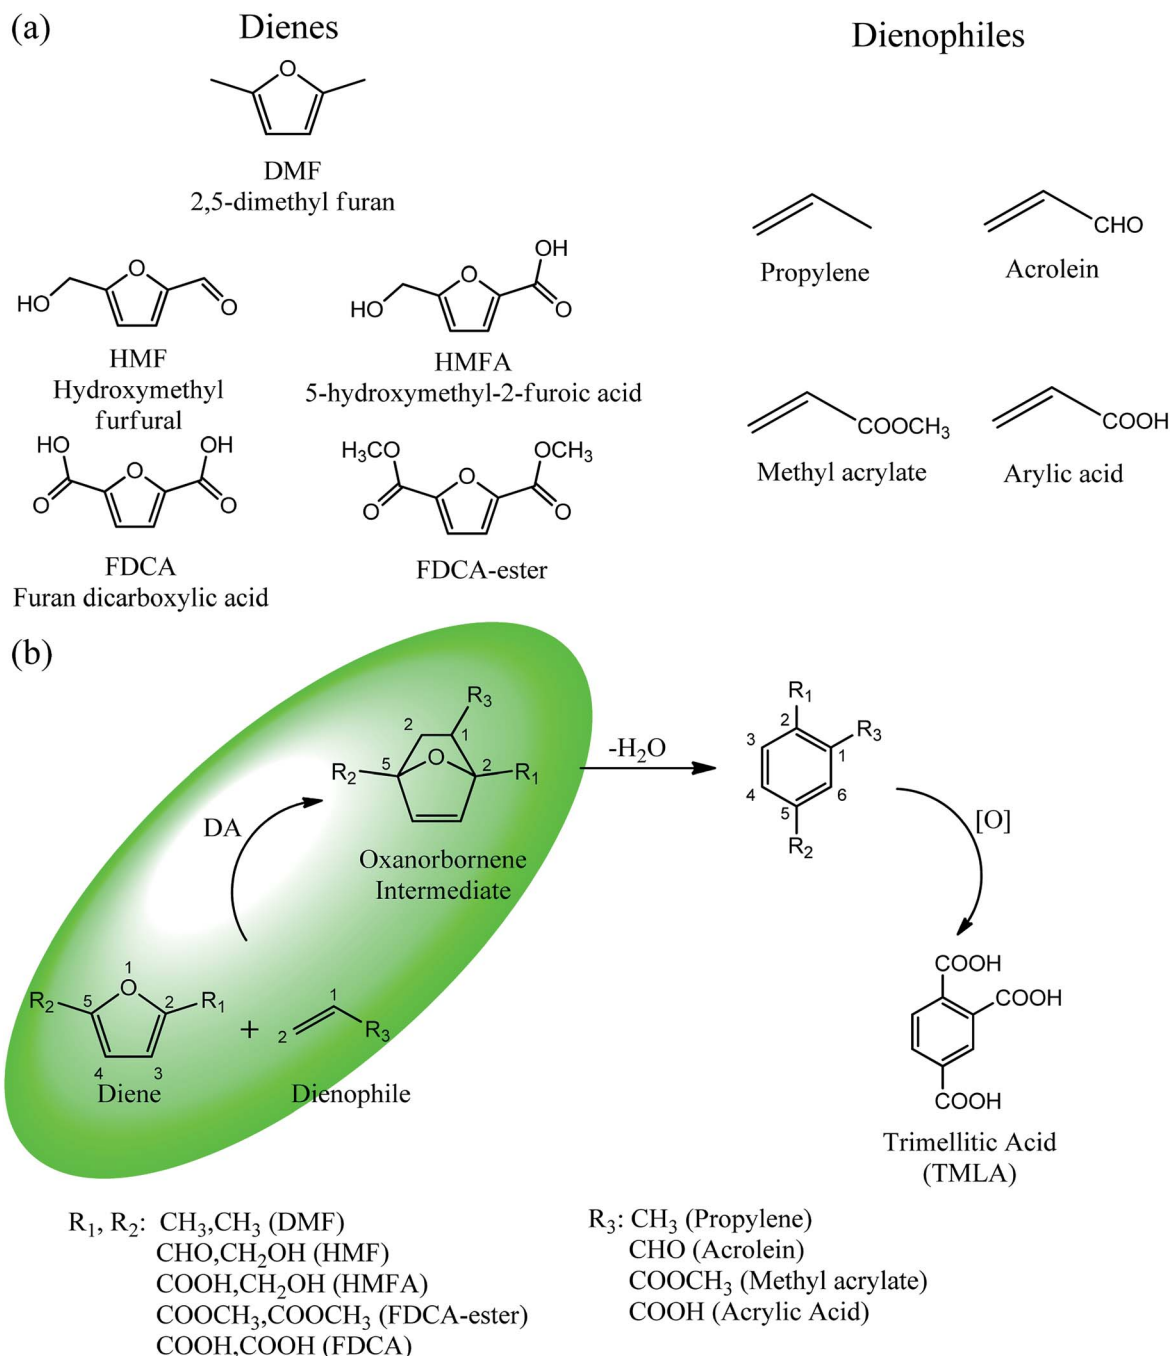 (a)
Dienes
Dienophiles
O
DMF
2,5-dimethyl furan
HO
O
O
HMF
Hydroxymethyl
furfural
HO
O
OH
O
HMFA
5-hydroxymethyl-2-furoic acid
HO
O
O
OH
O
FDCA
Furan dicarboxylic acid
H₃CO
O
O
OCH₃
O
FDCA-ester
Propylene
CHO
Acrolein
COOCH₃
Methyl acrylate
COOH
Arylic acid
(b)
R₃
2
1
R₂
5
O
2
R₁
Oxanorbornene
Intermediate
DA
1
R₂
5
O
2
R₁
4
3
Diene
+
1
2
R₃
Dienophile
-H₂O
R₁
2
R₃
3
1
4
6
5
R₂
[O]
COOH
COOH
COOH
Trimellitic Acid
(TMLA)
R₁, R₂: CH₃,CH₃ (DMF)
CHO,CH₂OH (HMF)
COOH,CH₂OH (HMFA)
COOCH₃,COOCH₃ (FDCA-ester)
COOH,COOH (FDCA)
R₃: CH₃ (Propylene)
CHO (Acrolein)
COOCH₃ (Methyl acrylate)
COOH (Acrylic Acid)